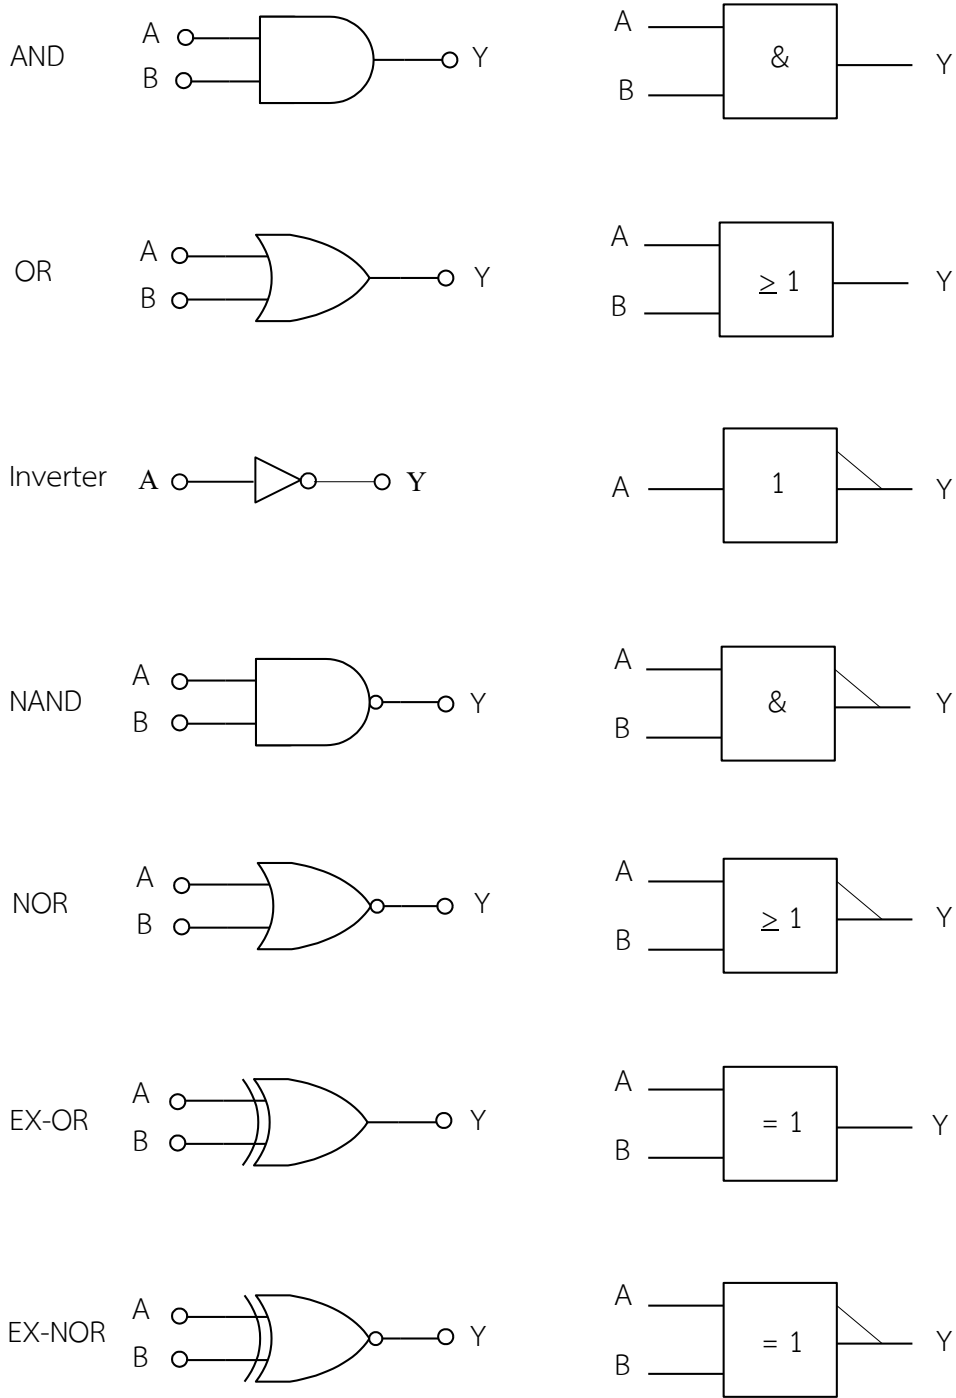 AND A B Y A B & Y
OR A B Y A B ≥ 1 Y
Inverter A Y A 1 Y
NAND A B Y A B & Y
NOR A B Y A B ≥ 1 Y
EX-OR A B Y A B = 1 Y
EX-NOR A B Y A B = 1 Y